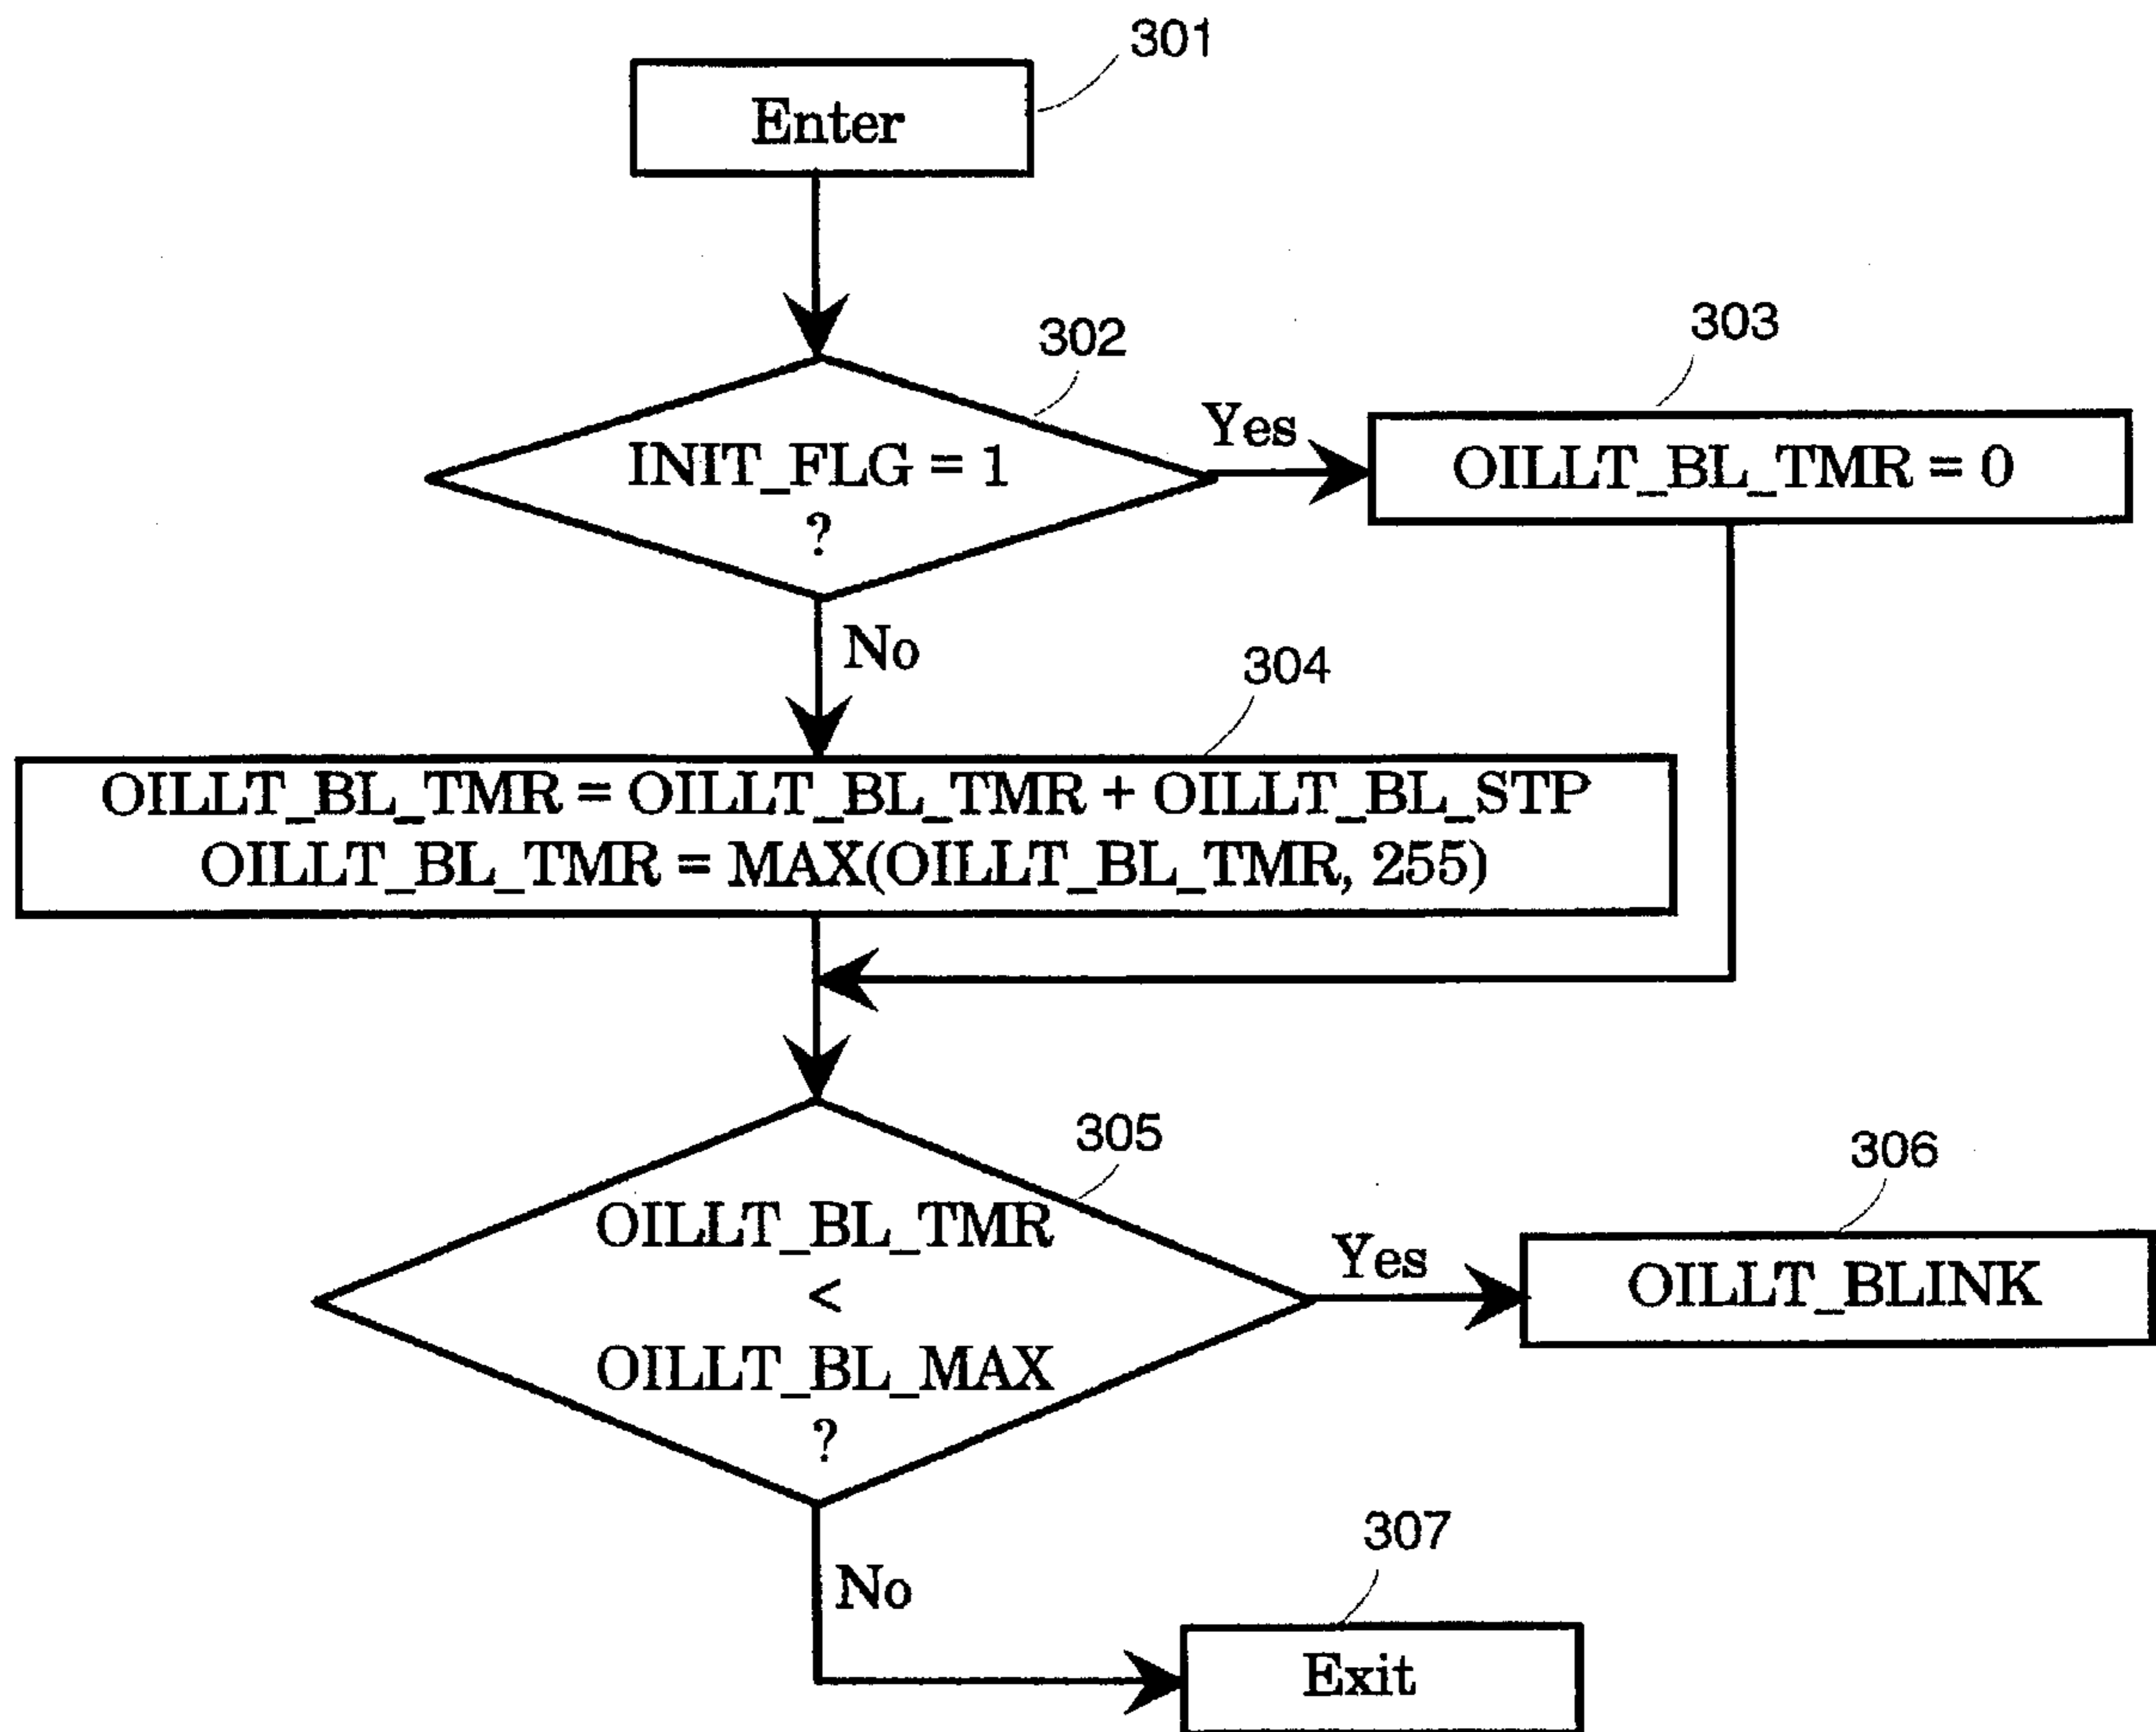 301
Enter
302
303
INIT_FLG = 1
?
Yes
OILLT_BL_TMR = 0
No
304
OILLT_BL_TMR = OILLT_BL_TMR + OILLT_BL_STP
OILLT_BL_TMR = MAX(OILLT_BL_TMR, 255)
305
OILLT_BL_TMR
<
OILLT_BL_MAX
?
Yes
306
OILLT_BLINK
No
307
Exit